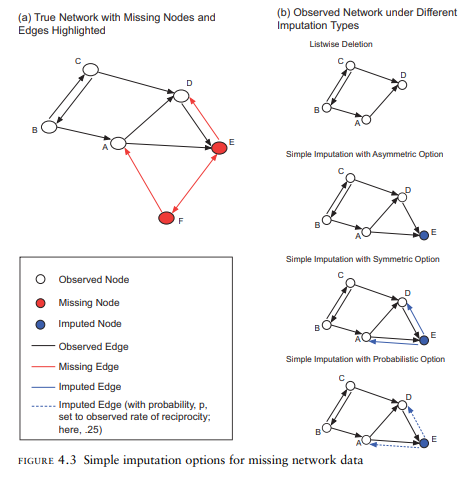 (a) True Network with Missing Nodes and
Edges Highlighted
C
D
B
A
E
F
Observed Node
Missing Node
Imputed Node
Observed Edge
Missing Edge
Imputed Edge
Imputed Edge (with probability, p,
set to observed rate of reciprocity;
here, .25)
(b) Observed Network under Different
Imputation Types
Listwise Deletion
C
D
B
A
Simple Imputation with Asymmetric Option
C
D
B
A
E
Simple Imputation with Symmetric Option
C
D
B
A
E
Simple Imputation with Probabilistic Option
C
D
B
A
E
FIGURE 4.3 Simple imputation options for missing network data